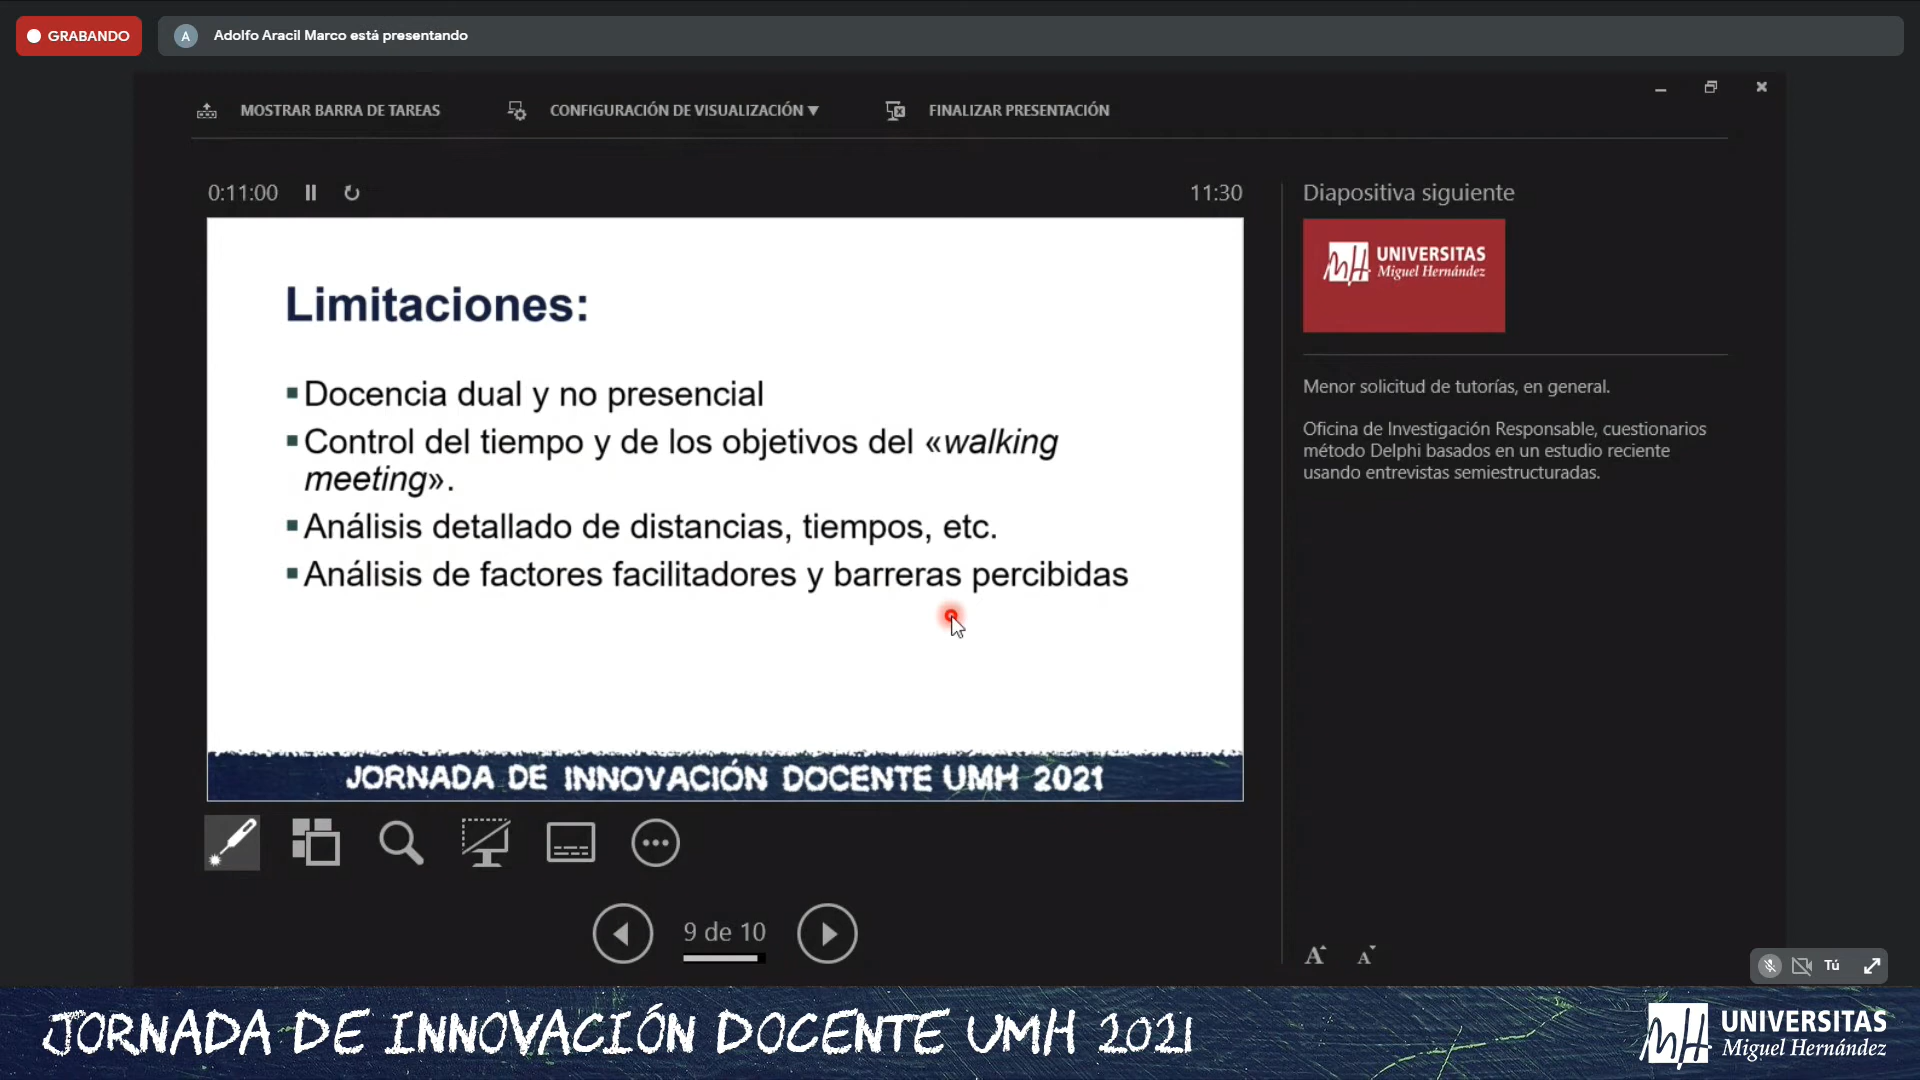 GRABANDO
A
Adolfo Aracil Marco está presentando
MOSTRAR BARRA DE TAREAS
CONFIGURACIÓN DE VISUALIZACIÓN ▼
FINALIZAR PRESENTACIÓN
0:11:00
11:30
Limitaciones:
▪ Docencia dual y no presencial
▪ Control del tiempo y de los objetivos del «walking
meeting».
▪ Análisis detallado de distancias, tiempos, etc.
▪ Análisis de factores facilitadores y barreras percibidas
JORNADA DE INNOVACIÓN DOCENTE UMH 2021
9 de 10
Diapositiva siguiente
UNIVERSITAS
Miguel Hernández
Menor solicitud de tutorías, en general.
Oficina de Investigación Responsable, cuestionarios
método Delphi basados en un estudio reciente
usando entrevistas semiestructuradas.
A A
Tú
JORNADA DE INNOVACIÓN DOCENTE UMH 2021
UNIVERSITAS
Miguel Hernández